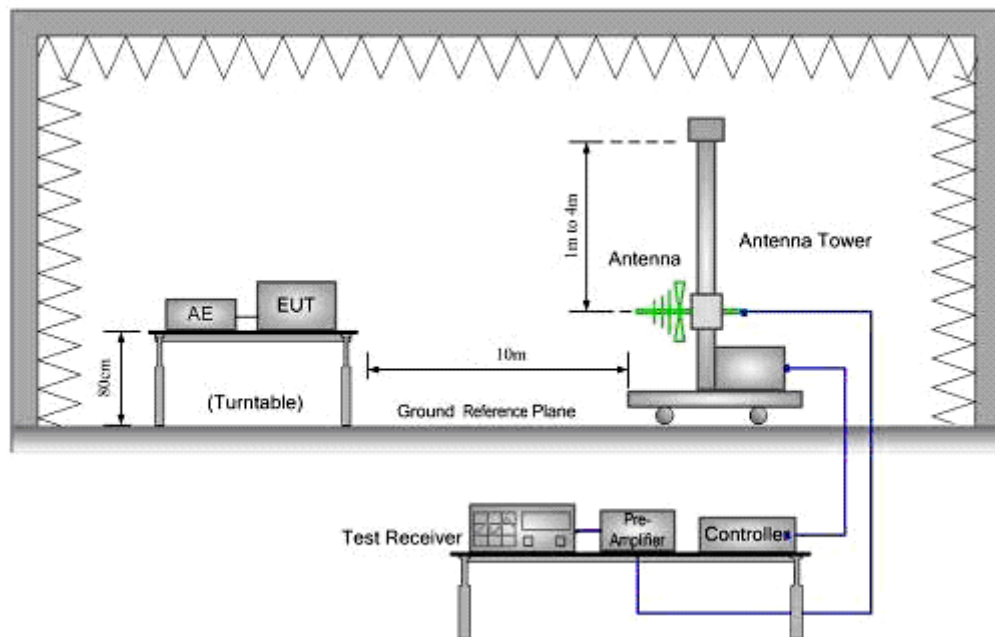 1m to 4m
Antenna
Antenna Tower
AE
EUT
80cm
10m
(Turntable)
Ground Reference Plane
Test Receiver
Pre-
Amplifier
Controller